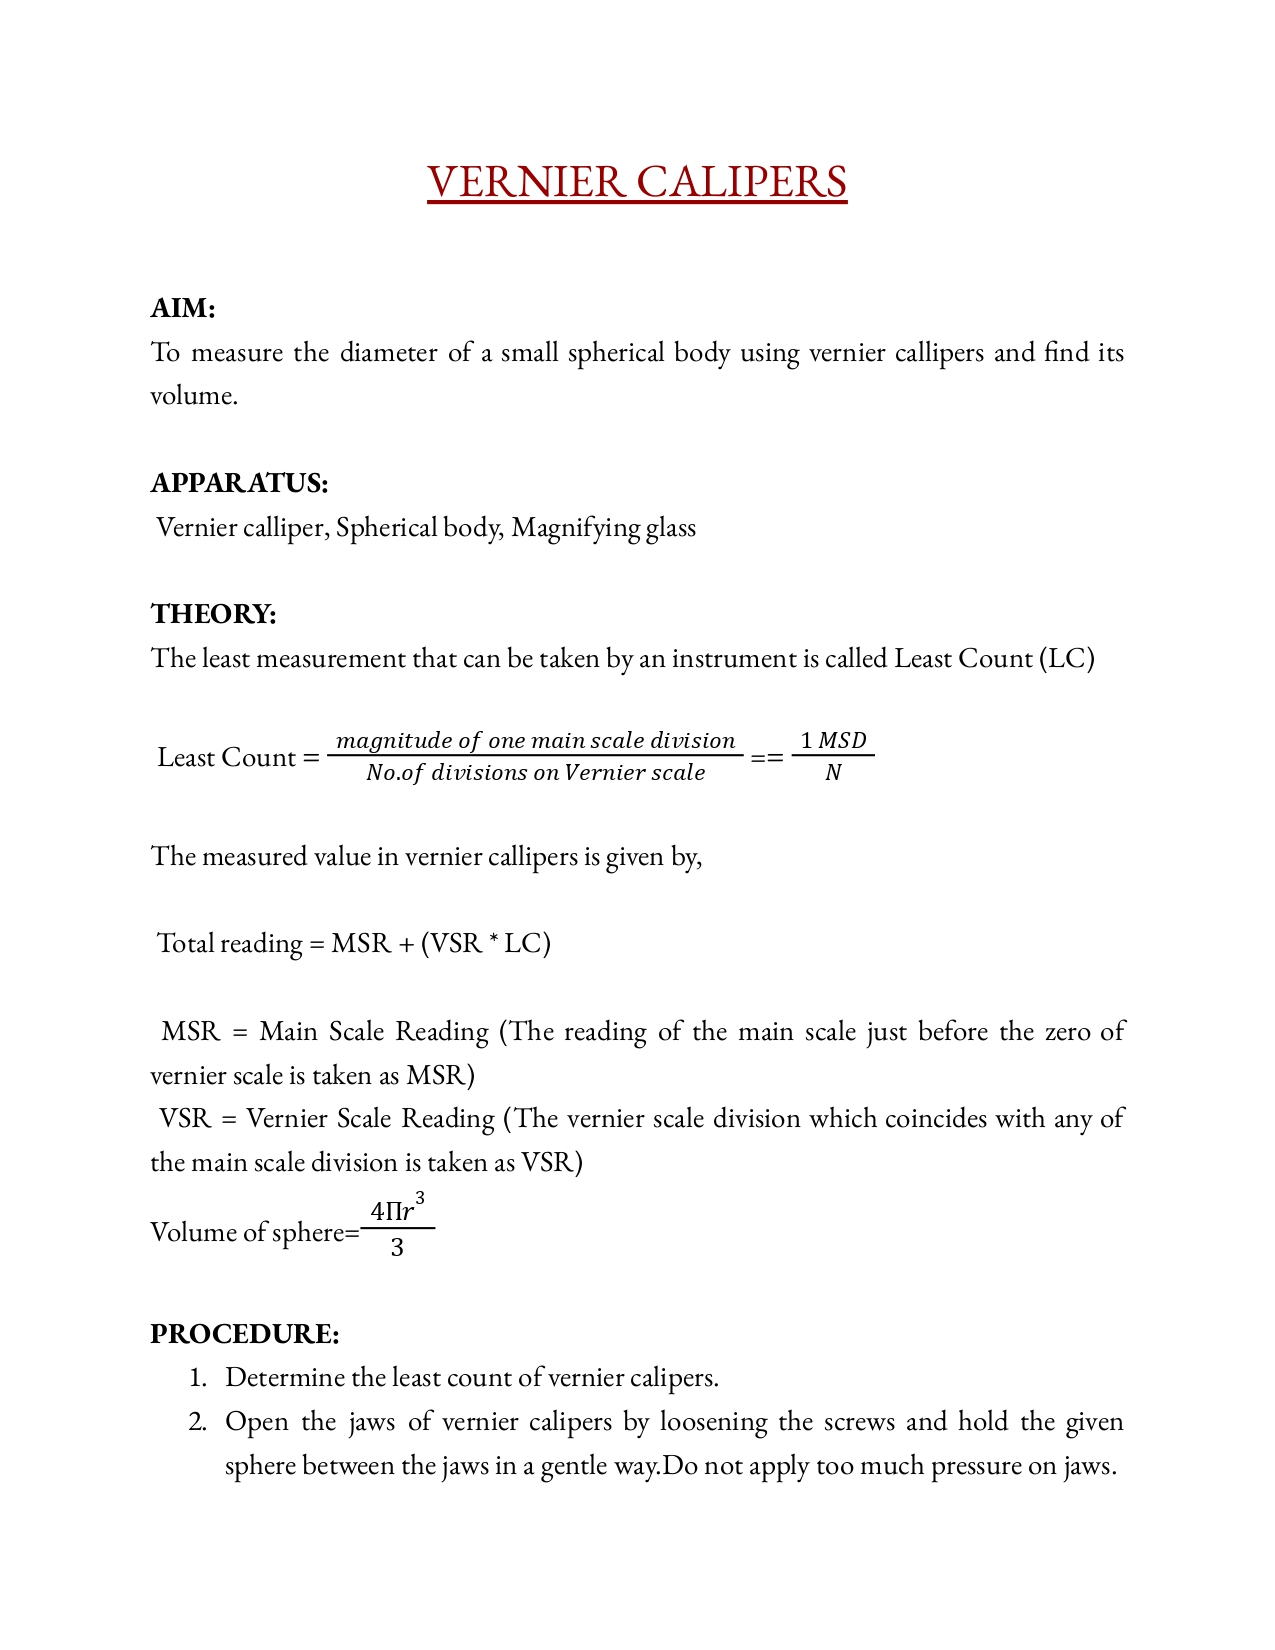 VERNIER CALIPERS
AIM:
To measure the diameter of a small spherical body using vernier callipers and find its
volume.
APPARATUS:
Vernier calliper, Spherical body, Magnifying glass
THEORY:
The least measurement that can be taken by an instrument is called Least Count (LC)
Least Count = magnitude of one main scale division / No.of divisions on Vernier scale == 1 MSD / N
The measured value in vernier callipers is given by,
Total reading = MSR + (VSR * LC)
MSR = Main Scale Reading (The reading of the main scale just before the zero of
vernier scale is taken as MSR)
VSR = Vernier Scale Reading (The vernier scale division which coincides with any of
the main scale division is taken as VSR)
Volume of sphere= 4Πr³ / 3
PROCEDURE:
1. Determine the least count of vernier calipers.
2. Open the jaws of vernier calipers by loosening the screws and hold the given
sphere between the jaws in a gentle way.Do not apply too much pressure on jaws.